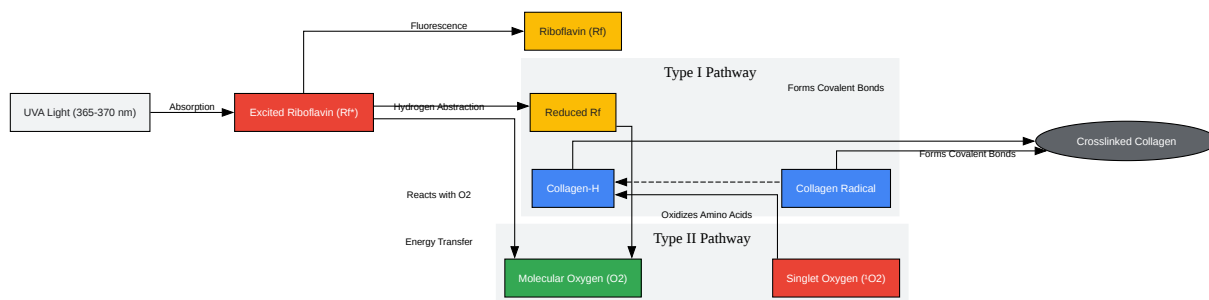 Fluorescence
Riboflavin (Rf)
Type I Pathway
Forms Covalent Bonds
UVA Light (365-370 nm)
Absorption
Excited Riboflavin (Rf*)
Hydrogen Abstraction
Reduced Rf
Crosslinked Collagen
Forms Covalent Bonds
Collagen-H
Collagen Radical
Reacts with O2
Oxidizes Amino Acids
Energy Transfer
Type II Pathway
Molecular Oxygen (O2)
Singlet Oxygen (¹O2)